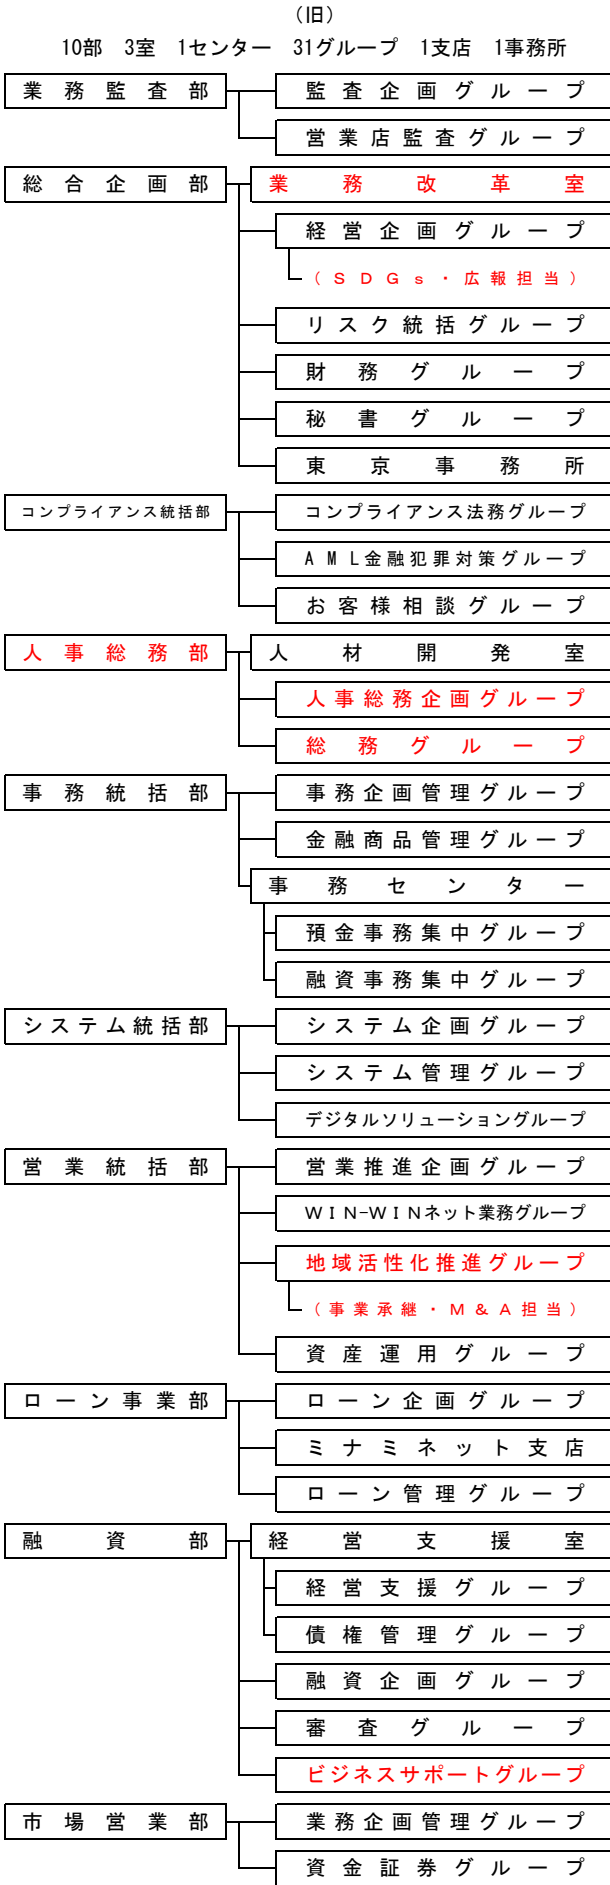 （旧）
10部　3室　1センター　31グループ　1支店　1事務所
業務監査部　監査企画グループ
営業店監査グループ
総合企画部　業務改革室
経営企画グループ
（ＳＤＧｓ・広報担当）
リスク統括グループ
財務グループ
秘書グループ
東京事務所
コンプライアンス統括部　コンプライアンス法務グループ
ＡＭＬ金融犯罪対策グループ
お客様相談グループ
人事総務部　人材開発室
人事総務企画グループ
総務グループ
事務統括部　事務企画管理グループ
金融商品管理グループ
事務センター
預金事務集中グループ
融資事務集中グループ
システム統括部　システム企画グループ
システム管理グループ
デジタルソリューショングループ
営業統括部　営業推進企画グループ
ＷＩＮ-ＷＩＮネット業務グループ
地域活性化推進グループ
（事業承継・Ｍ＆Ａ担当）
資産運用グループ
ローン事業部　ローン企画グループ
ミナミネット支店
ローン管理グループ
融資部　経営支援室
経営支援グループ
債権管理グループ
融資企画グループ
審査グループ
ビジネスサポートグループ
市場営業部　業務企画管理グループ
資金証券グループ